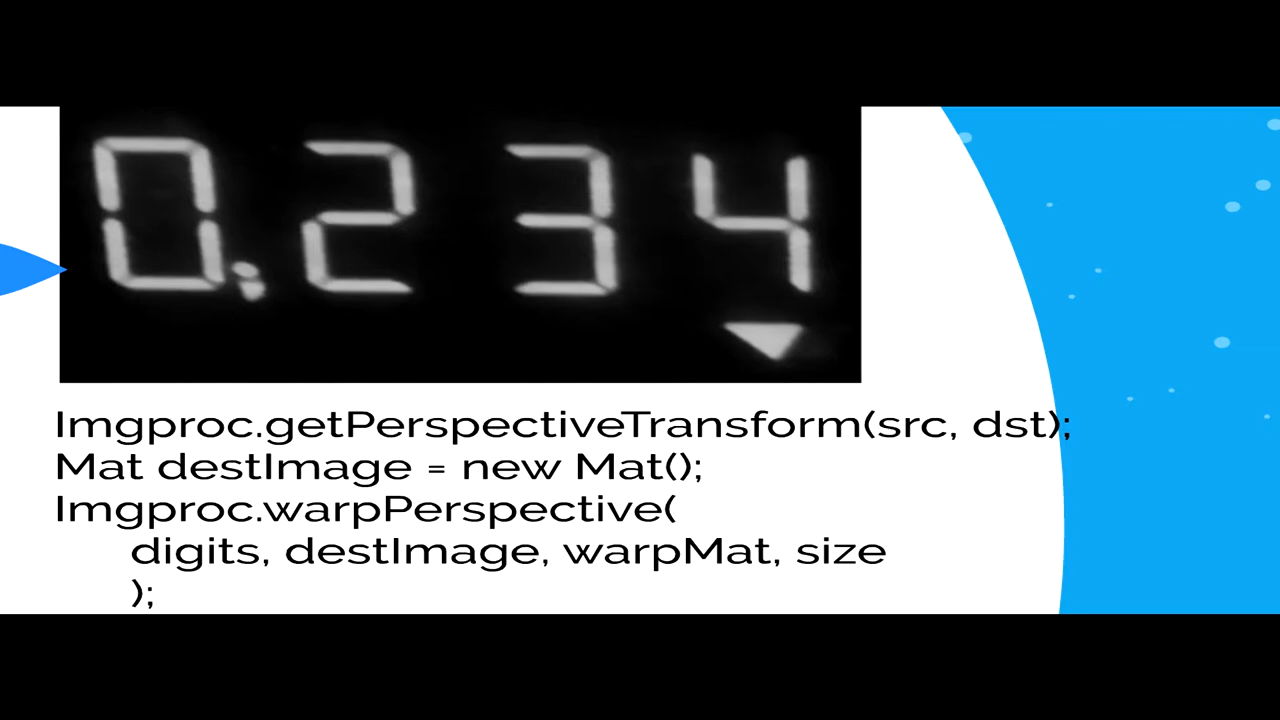 0.234
Imgproc.getPerspectiveTransform(src, dst);
Mat destImage = new Mat();
Imgproc.warpPerspective(
digits, destImage, warpMat, size
);